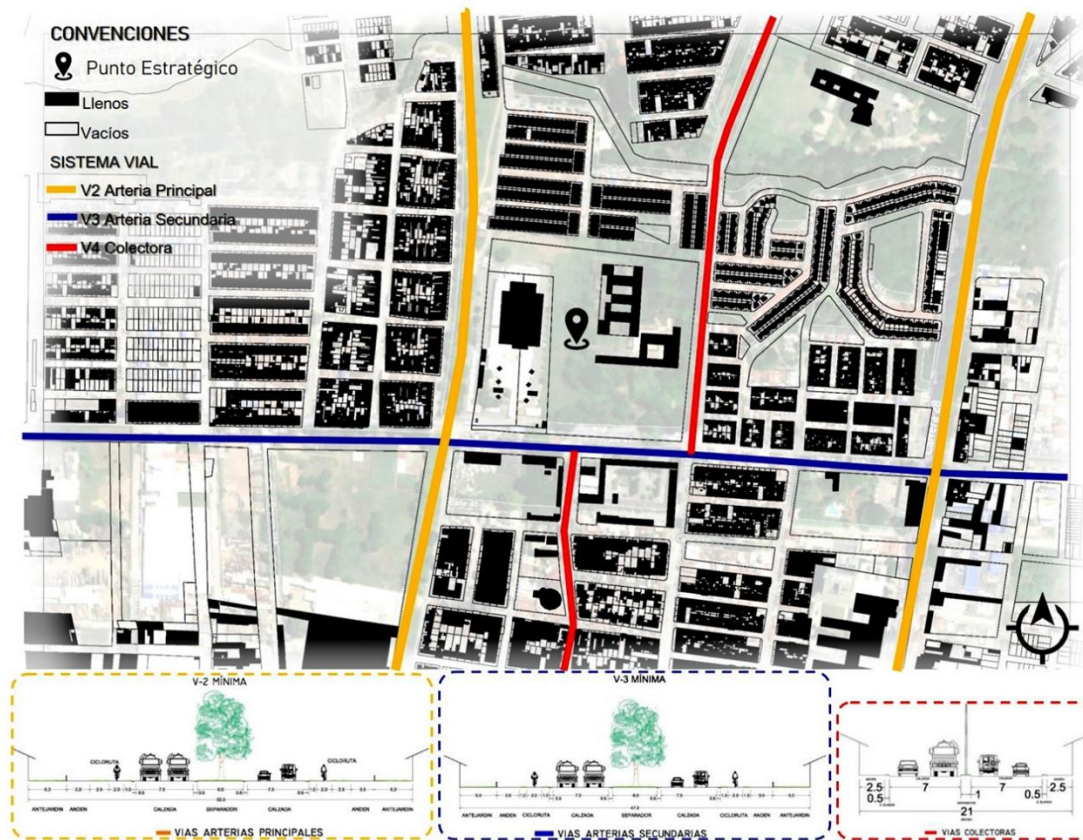 CONVENCIONES
Punto Estratégico
Llenos
Vacíos
SISTEMA VIAL
V2 Arteria Principal
V3 Arteria Secundaria
V4 Colectora
V-2 MÍNIMA
CICLORUTA
CICLORUTA
ANTEJARDIN ANDEN CALZADA SEPARADOR CALZADA ANDEN ANTEJARDIN
VIAS ARTERIAS PRINCIPALES
V-3 MÍNIMA
ANTEJARDIN ANDEN CICLORUTA CALZADA SEPARADOR CALZADA CICLORUTA ANDEN ANTEJARDIN
VIAS ARTERIAS SECUNDARIAS
2.5 7 7 2.5
0.5 1 0.5
21
VIAS COLECTORAS